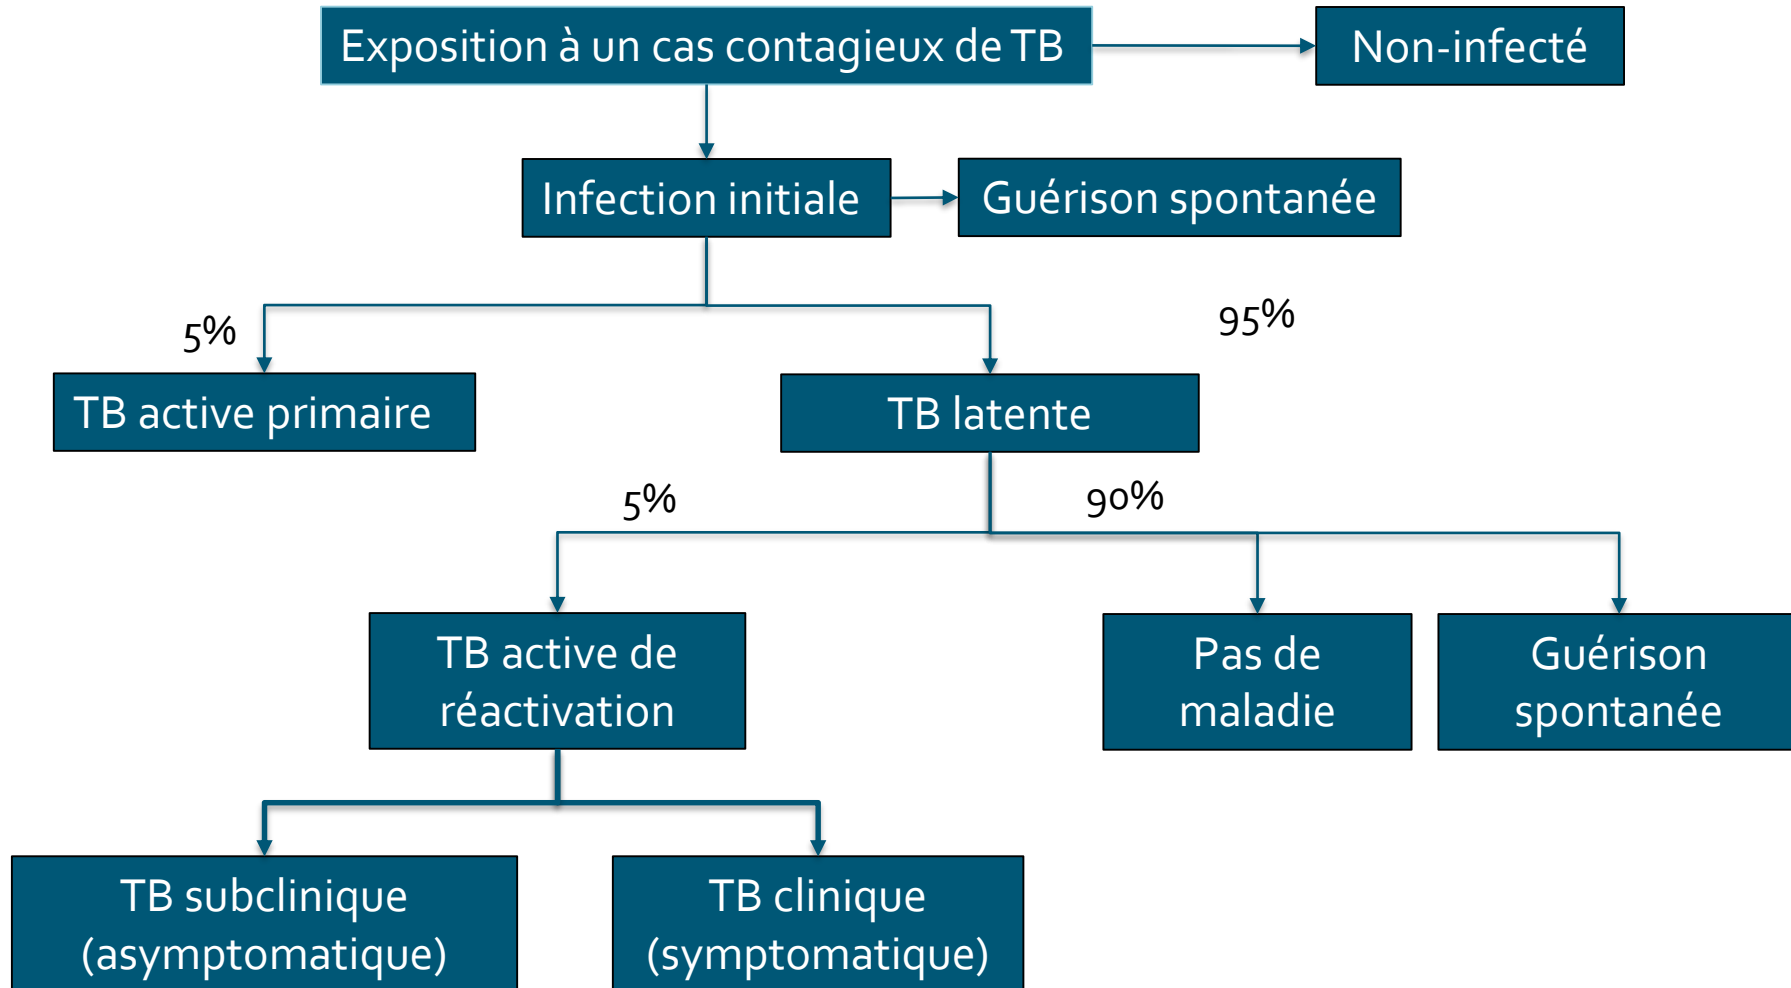 Exposition à un cas contagieux de TB
Non-infecté
Infection initiale
Guérison spontanée
5%
95%
TB active primaire
TB latente
5%
90%
TB active de
réactivation
Pas de
maladie
Guérison
spontanée
TB subclinique
(asymptomatique)
TB clinique
(symptomatique)